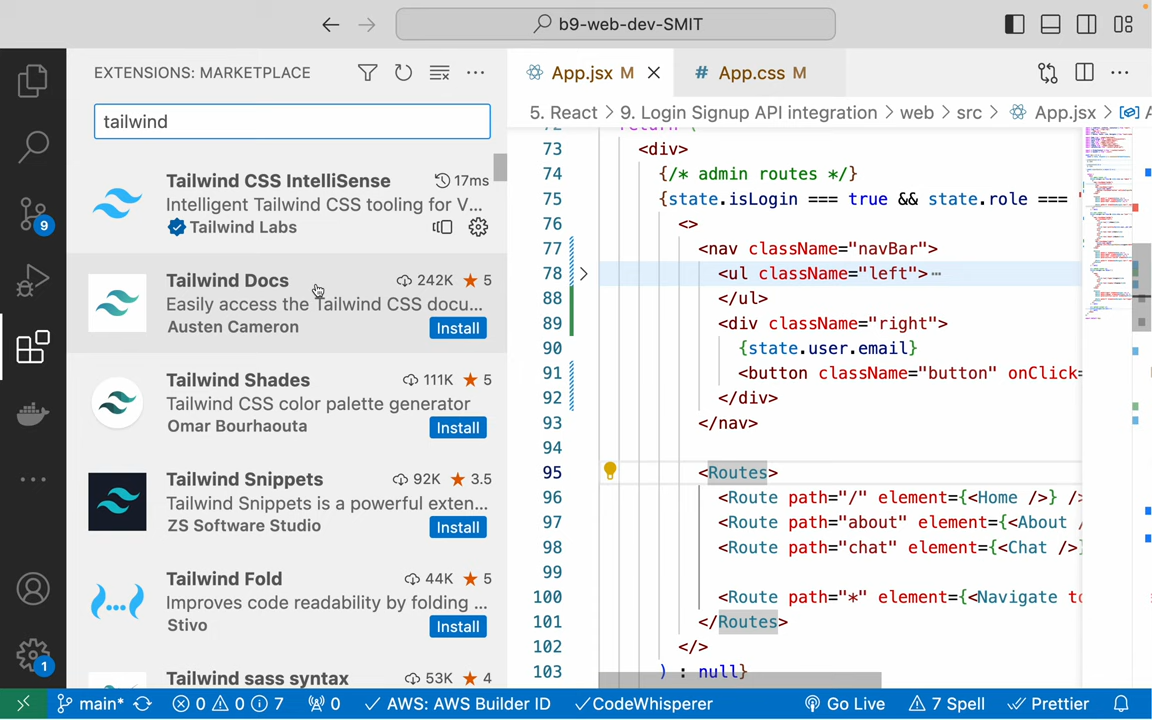 b9-web-dev-SMIT
EXTENSIONS: MARKETPLACE
tailwind
Tailwind CSS IntelliSense
17ms
Intelligent Tailwind CSS tooling for V...
Tailwind Labs
Tailwind Docs
242K ★ 5
Easily access the Tailwind CSS docu...
Austen Cameron
Install
Tailwind Shades
111K ★ 5
Tailwind CSS color palette generator
Omar Bourhaouta
Install
Tailwind Snippets
92K ★ 3.5
Tailwind Snippets is a powerful exten...
ZS Software Studio
Install
Tailwind Fold
44K ★ 5
Improves code readability by folding ...
Stivo
Install
Tailwind sass syntax
53K ★ 4
9
1
App.jsx M
# App.css M
5. React > 9. Login Signup API integration > web > src > App.jsx >
72 return (
73 <div>
74 {/* admin routes */}
75 {state.isLogin === true && state.role ===
76 <>
77 <nav className="navBar">
78 <ul className="left"> ⋯
88 </ul>
89 <div className="right">
90 {state.user.email}
91 <button className="button" onClick=
92 </div>
93 </nav>
94
95 <Routes>
96 <Route path="/" element={<Home />} />
97 <Route path="about" element={<About /
98 <Route path="chat" element={<Chat />}
99
100 <Route path="*" element={<Navigate to
101 </Routes>
102 </>
103 ) : null}
main* 0 0 7 0 AWS: AWS Builder ID CodeWhisperer Go Live 7 Spell Prettier